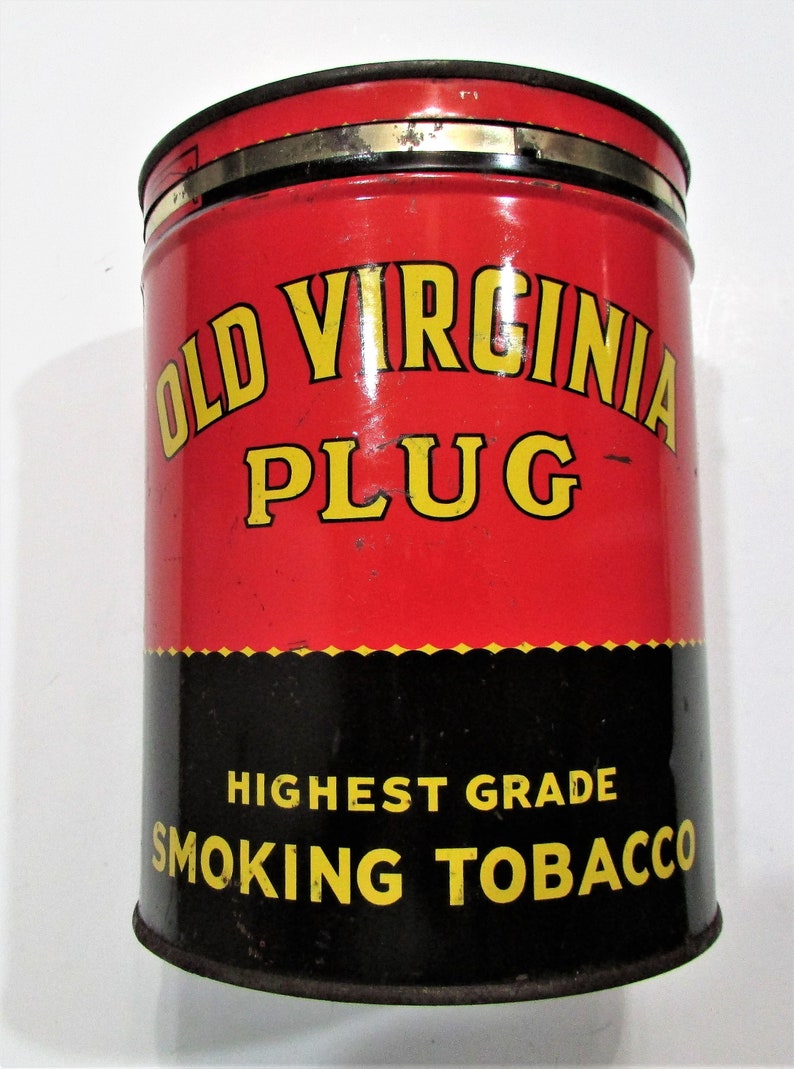 OLD VIRGINIA
PLUG
HIGHEST GRADE
SMOKING TOBACCO